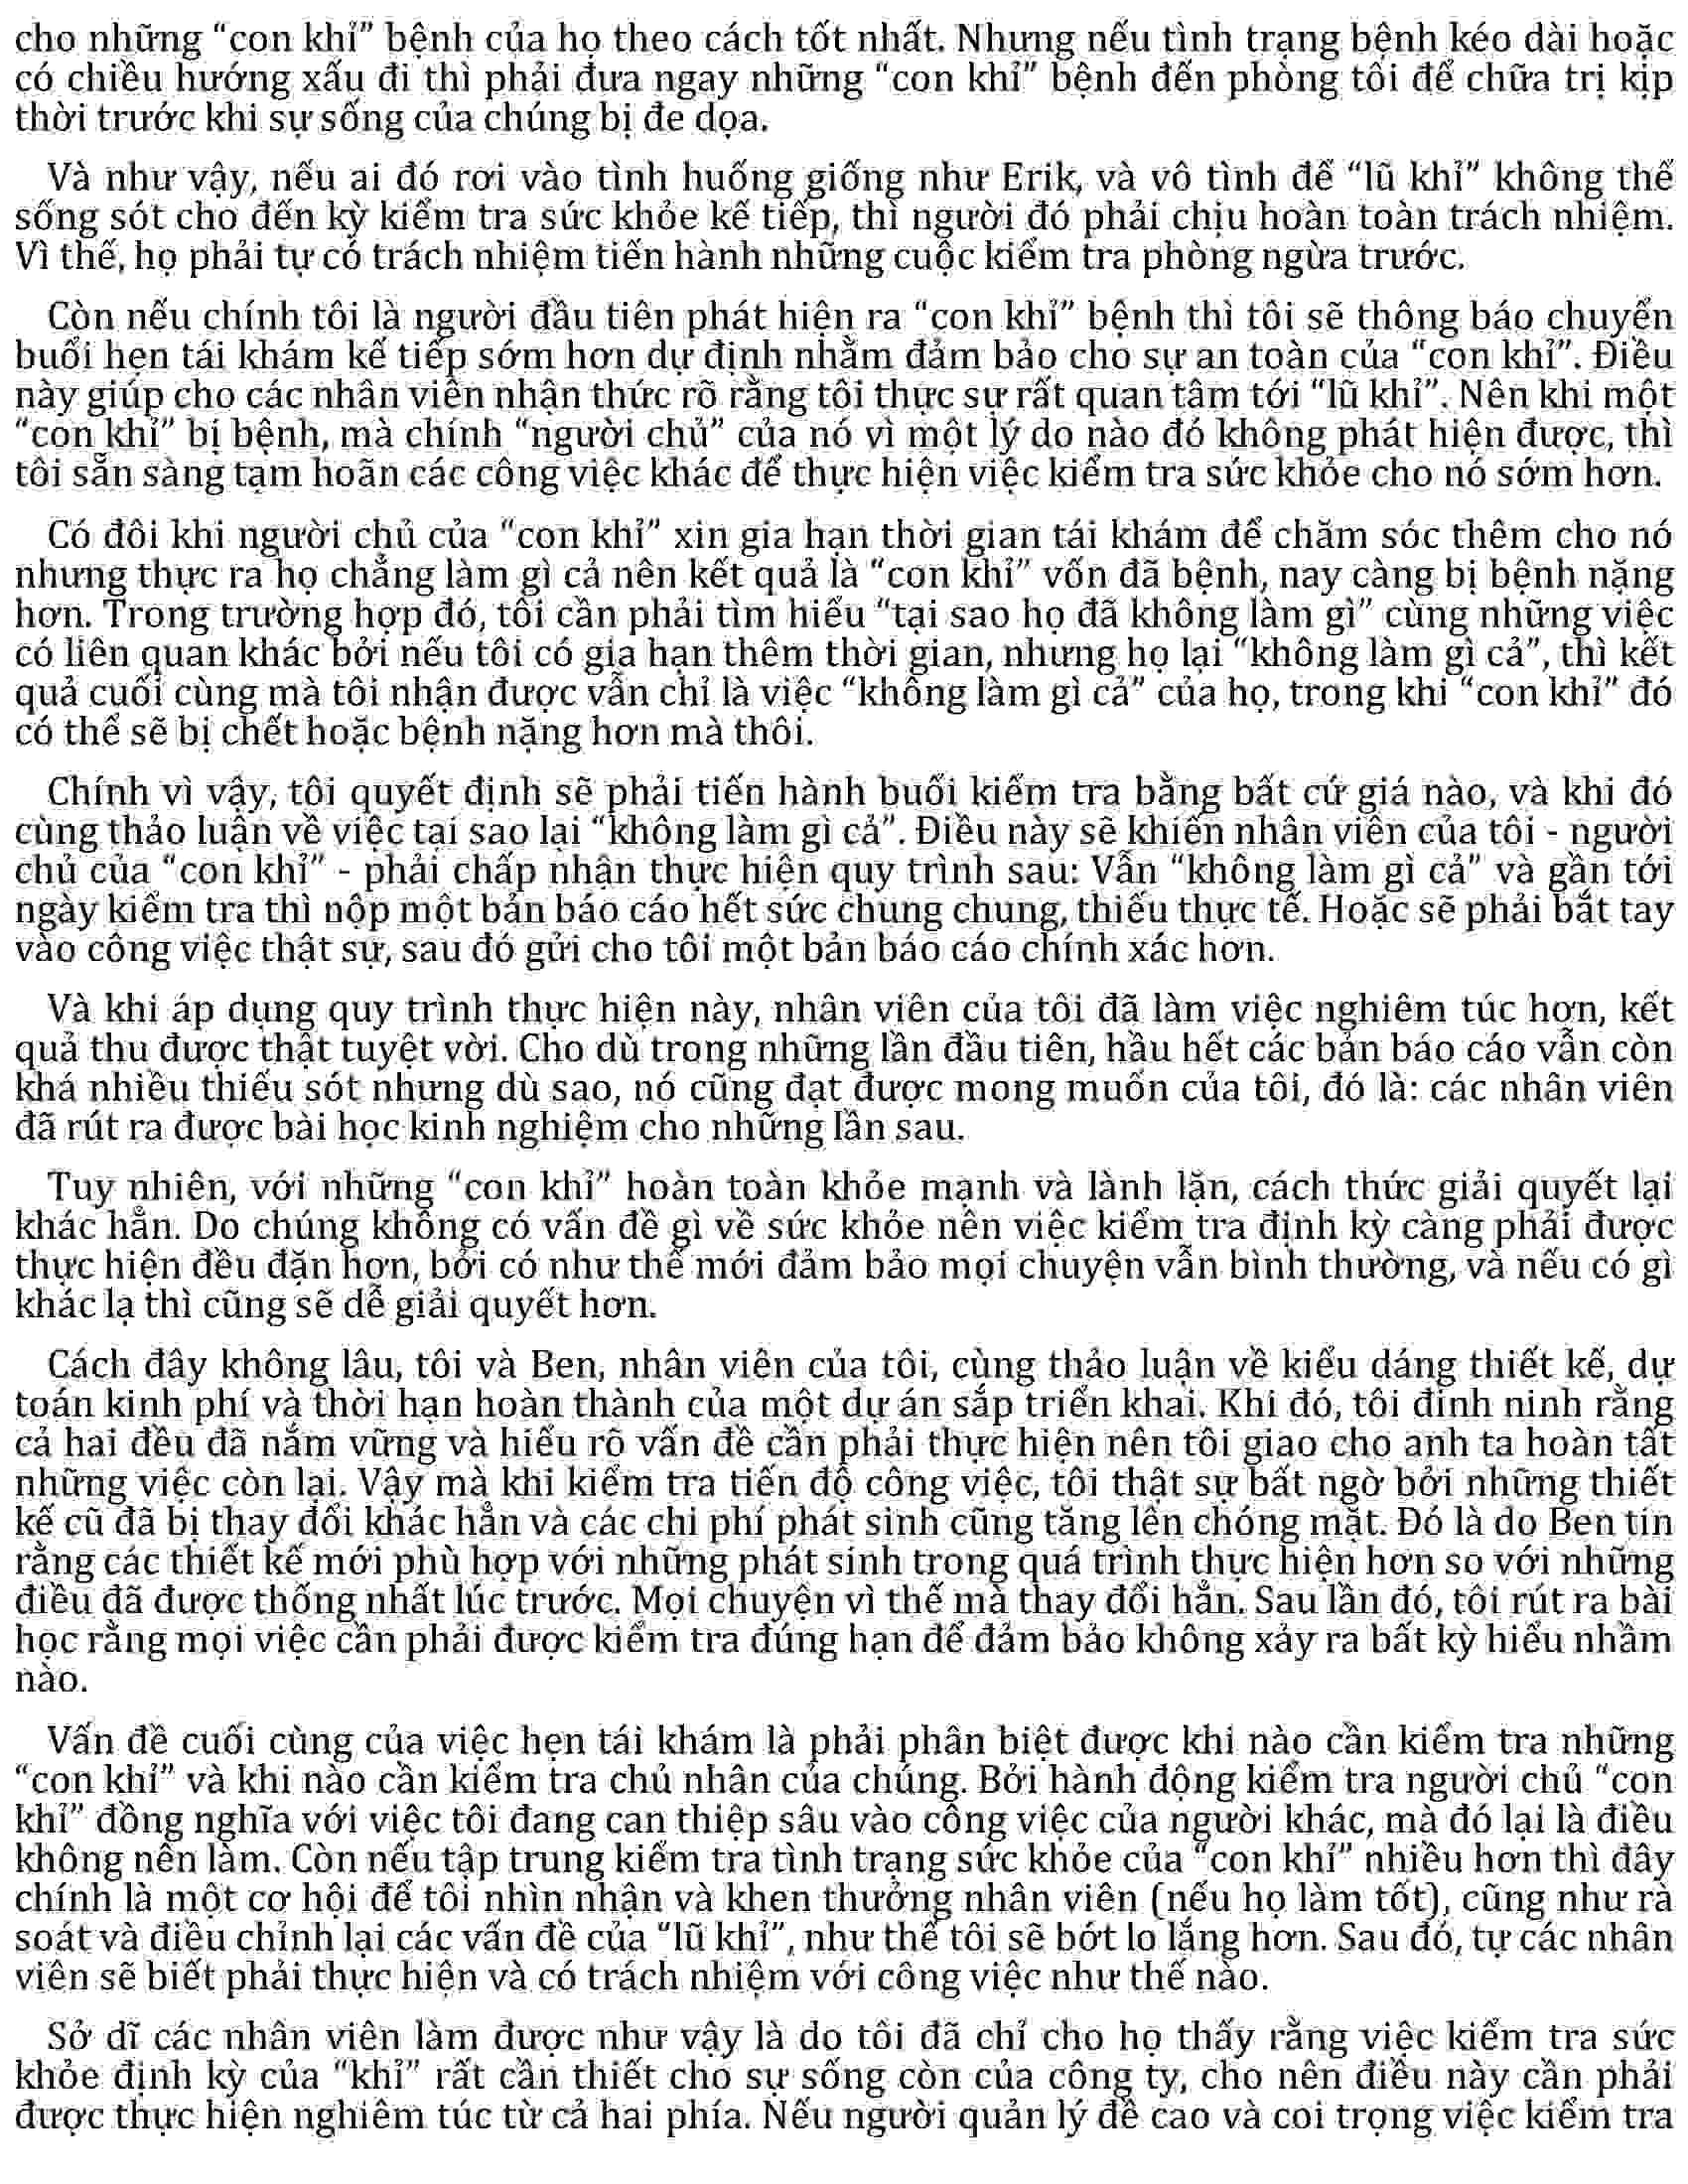 cho những “con khỉ” bệnh của họ theo cách tốt nhất. Nhưng nếu tình trạng bệnh kéo dài hoặc
có chiều hướng xấu đi thì phải đưa ngay những “con khỉ” bệnh đến phòng tôi để chữa trị kịp
thời trước khi sự sống của chúng bị đe dọa.
Và như vậy, nếu ai đó rơi vào tình huống giống như Erik, và vô tình để “lũ khỉ” không thể
sống sót cho đến kỳ kiểm tra sức khỏe kế tiếp, thì người đó phải chịu hoàn toàn trách nhiệm.
Vì thế, họ phải tự có trách nhiệm tiến hành những cuộc kiểm tra phòng ngừa trước.
Còn nếu chính tôi là người đầu tiên phát hiện ra “con khỉ” bệnh thì tôi sẽ thông báo chuyển
buổi hẹn tái khám kế tiếp sớm hơn dự định nhằm đảm bảo cho sự an toàn của “con khỉ”. Điều
này giúp cho các nhân viên nhận thức rõ rằng tôi thực sự rất quan tâm tới “lũ khỉ”. Nên khi một
“con khỉ” bị bệnh, mà chính “người chủ” của nó vì một lý do nào đó không phát hiện được, thì
tôi sẵn sàng tạm hoãn các công việc khác để thực hiện việc kiểm tra sức khỏe cho nó sớm hơn.
Có đôi khi người chủ của “con khỉ” xin gia hạn thời gian tái khám để chăm sóc thêm cho nó
nhưng thực ra họ chẳng làm gì cả nên kết quả là “con khỉ” vốn đã bệnh, nay càng bị bệnh nặng
hơn. Trong trường hợp đó, tôi cần phải tìm hiểu “tại sao họ đã không làm gì” cùng những việc
có liên quan khác bởi nếu tôi có gia hạn thêm thời gian, nhưng họ lại “không làm gì cả”, thì kết
quả cuối cùng mà tôi nhận được vẫn chỉ là việc “không làm gì cả” của họ, trong khi “con khỉ” đó
có thể sẽ bị chết hoặc bệnh nặng hơn mà thôi.
Chính vì vậy, tôi quyết định sẽ phải tiến hành buổi kiểm tra bằng bất cứ giá nào, và khi đó
cùng thảo luận về việc tại sao lại “không làm gì cả”. Điều này sẽ khiến nhân viên của tôi - người
chủ của “con khỉ” - phải chấp nhận thực hiện quy trình sau: Vẫn “không làm gì cả” và gần tới
ngày kiểm tra thì nộp một bản báo cáo hết sức chung chung, thiếu thực tế. Hoặc sẽ phải bắt tay
vào công việc thật sự, sau đó gửi cho tôi một bản báo cáo chính xác hơn.
Và khi áp dụng quy trình thực hiện này, nhân viên của tôi đã làm việc nghiêm túc hơn, kết
quả thu được thật tuyệt vời. Cho dù trong những lần đầu tiên, hầu hết các bản báo cáo vẫn còn
khá nhiều thiếu sót nhưng dù sao, nó cũng đạt được mong muốn của tôi, đó là: các nhân viên
đã rút ra được bài học kinh nghiệm cho những lần sau.
Tuy nhiên, với những “con khỉ” hoàn toàn khỏe mạnh và lành lặn, cách thức giải quyết lại
khác hẳn. Do chúng không có vấn đề gì về sức khỏe nên việc kiểm tra định kỳ càng phải được
thực hiện đều đặn hơn, bởi có như thế mới đảm bảo mọi chuyện vẫn bình thường, và nếu có gì
khác lạ thì cũng sẽ dễ giải quyết hơn.
Cách đây không lâu, tôi và Ben, nhân viên của tôi, cùng thảo luận về kiểu dáng thiết kế, dự
toán kinh phí và thời hạn hoàn thành của một dự án sắp triển khai. Khi đó, tôi đinh ninh rằng
cả hai đều đã nắm vững và hiểu rõ vấn đề cần phải thực hiện nên tôi giao cho anh ta hoàn tất
những việc còn lại. Vậy mà khi kiểm tra tiến độ công việc, tôi thật sự bất ngờ bởi những thiết
kế cũ đã bị thay đổi khác hẳn và các chi phí phát sinh cũng tăng lên chóng mặt. Đó là do Ben tin
rằng các thiết kế mới phù hợp với những phát sinh trong quá trình thực hiện hơn so với những
điều đã được thống nhất lúc trước. Mọi chuyện vì thế mà thay đổi hẳn. Sau lần đó, tôi rút ra bài
học rằng mọi việc cần phải được kiểm tra đúng hạn để đảm bảo không xảy ra bất kỳ hiểu nhầm
nào.
Vấn đề cuối cùng của việc hẹn tái khám là phải phân biệt được khi nào cần kiểm tra những
“con khỉ” và khi nào cần kiểm tra chủ nhân của chúng. Bởi hành động kiểm tra người chủ “con
khỉ” đồng nghĩa với việc tôi đang can thiệp sâu vào công việc của người khác, mà đó lại là điều
không nên làm. Còn nếu tập trung kiểm tra tình trạng sức khỏe của “con khỉ” nhiều hơn thì đây
chính là một cơ hội để tôi nhìn nhận và khen thưởng nhân viên (nếu họ làm tốt), cũng như rà
soát và điều chỉnh lại các vấn đề của “lũ khỉ”, như thế tôi sẽ bớt lo lắng hơn. Sau đó, tự các nhân
viên sẽ biết phải thực hiện và có trách nhiệm với công việc như thế nào.
Sở dĩ các nhân viên làm được như vậy là do tôi đã chỉ cho họ thấy rằng việc kiểm tra sức
khỏe định kỳ của “khỉ” rất cần thiết cho sự sống còn của công ty, cho nên điều này cần phải
được thực hiện nghiêm túc từ cả hai phía. Nếu người quản lý đề cao và coi trọng việc kiểm tra